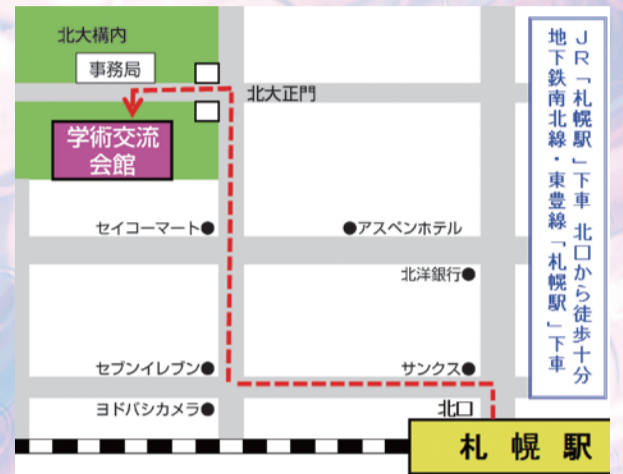 北大構内
事務局
北大正門
学術交流
会館
セイコーマート●
●アスペンホテル
北洋銀行●
セブンイレブン●
サンクス●
ヨドバシカメラ●
北口
札幌駅
JR「札幌駅」下車 北口から徒歩十分
地下鉄南北線・東豊線「札幌駅」下車